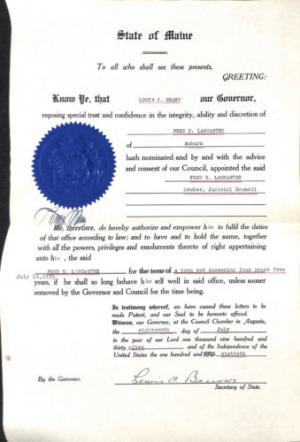 State of Maine
To all who shall see these presents,
GREETING:
Know Ye, that LOUIS J. BRANN our Governor,
reposing special trust and confidence in the integrity, ability and discretion of
FRED H. LANCASTER
of Auburn
hath nominated and by and with the advice
and consent of our Council, appointed the said
FRED H. LANCASTER
Member, Judicial Council
We, therefore, do hereby authorize and empower him to fulfil the duties
of that office according to law; and to have and to hold the same, together
with all the powers, privileges and emoluments thereto of right appertaining
unto him, the said
FRED H. LANCASTER for the term of a term not exceeding four years from
July 10, 1935 if he shall so long behave himself well in said office, unless sooner
removed by the Governor and Council for the time being.
In testimony whereof, we have caused these letters to be
made Patent, and our Seal to be hereunto affixed.
Witness, our Governor, at the Council Chamber in Augusta,
the eighteenth day of July
in the year of our Lord one thousand nine hundred and
thirty -five and of the Independence of the
United States the one hundred and sixtieth
By the Governor.
Lewis O. Barrows
Secretary of State.